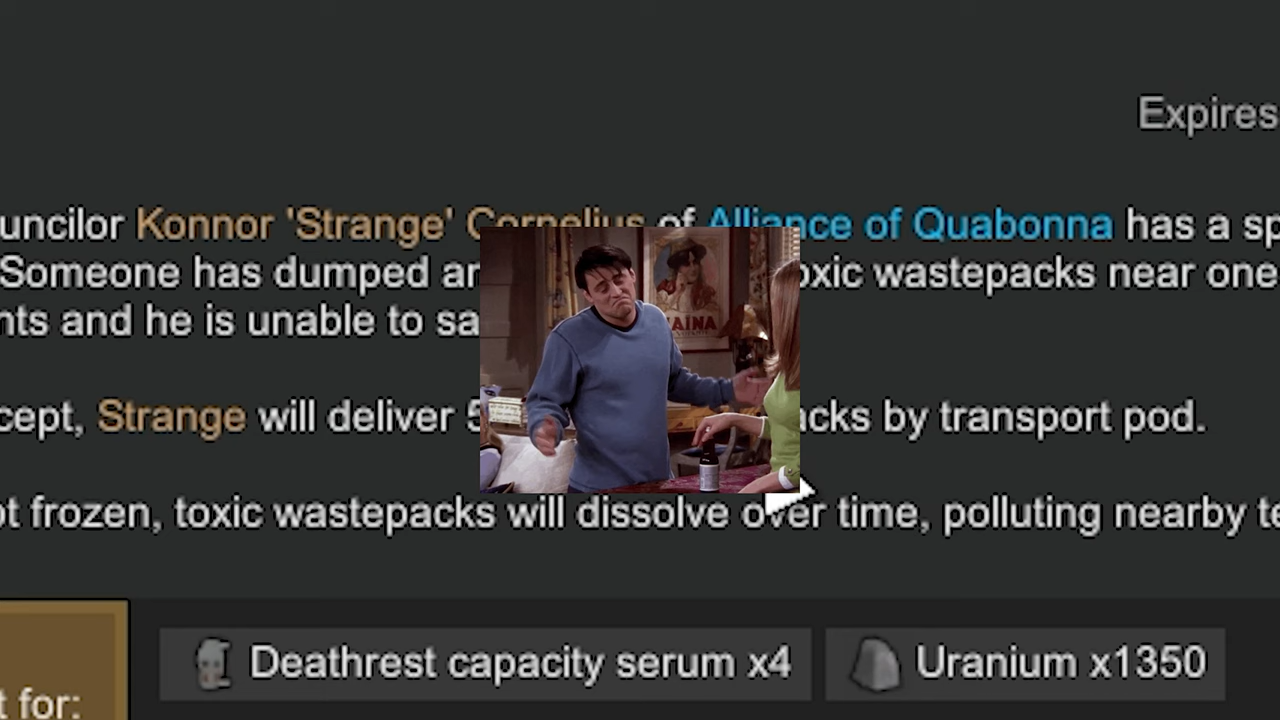 Expires
uncilor Konnor 'Strange' Cornelius of Alliance of Quabonna has a sp
Someone has dumped an oxic wastepacks near one
nts and he is unable to sa
cept, Strange will deliver 5 acks by transport pod.
ot frozen, toxic wastepacks will dissolve over time, polluting nearby te
Deathrest capacity serum x4 Uranium x1350
t for:
AÏNA